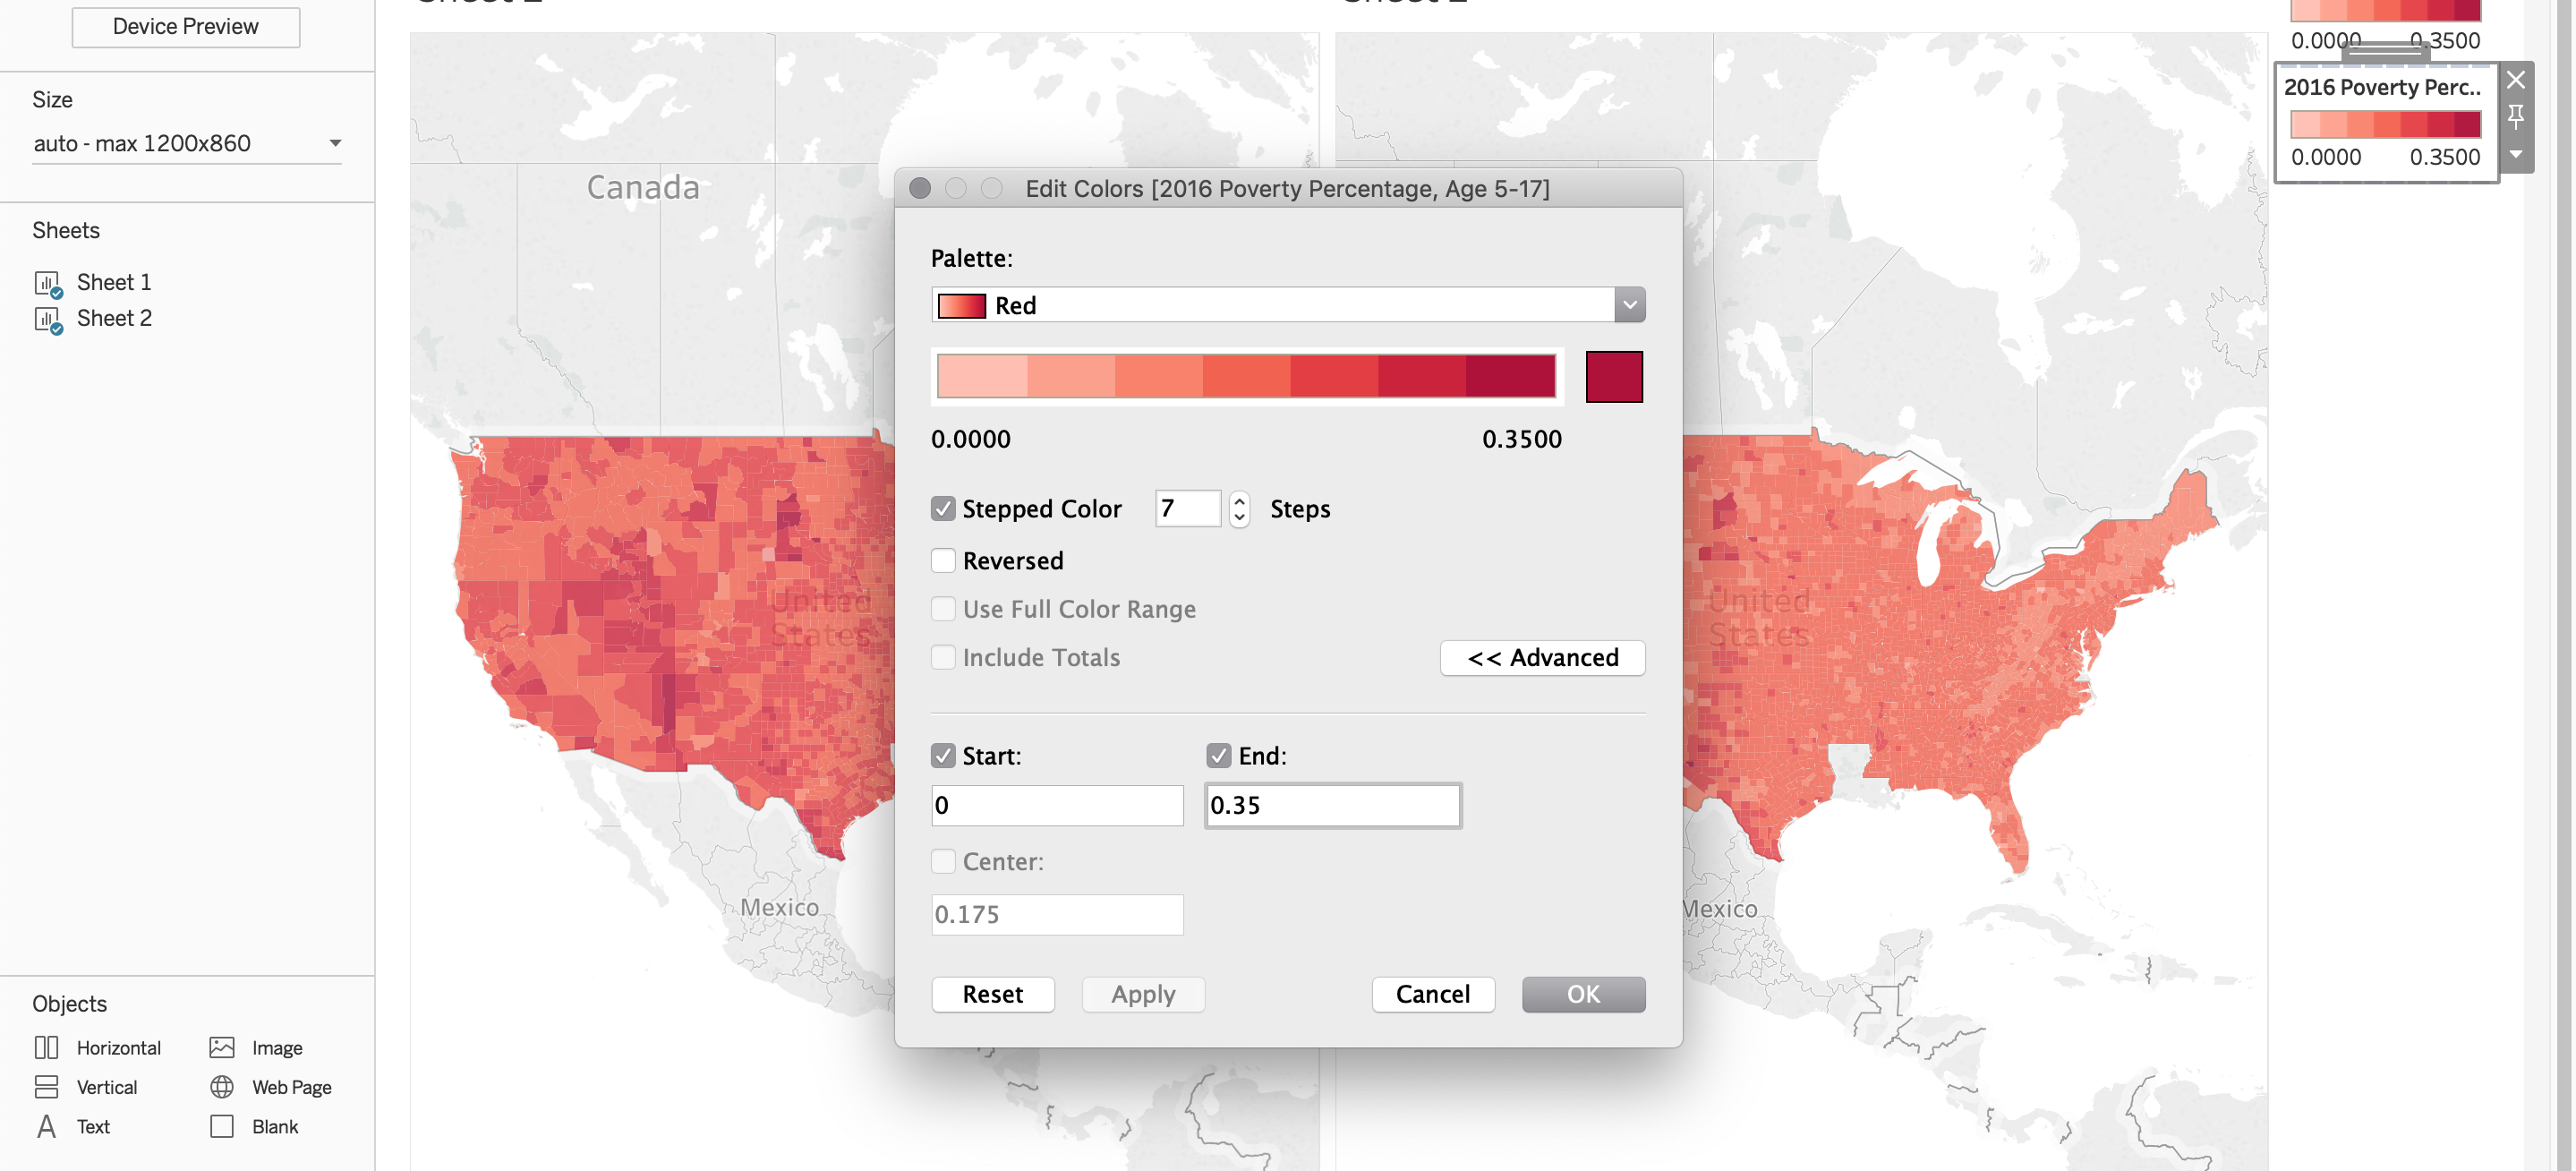 Device Preview
Size
auto - max 1200x860
Sheets
Sheet 1
Sheet 2
Objects
Horizontal
Image
Vertical
Web Page
Text
Blank
Canada
United
States
Mexico
Edit Colors [2016 Poverty Percentage, Age 5-17]
Palette:
Red
0.0000
0.3500
Stepped Color
7
Steps
Reversed
Use Full Color Range
Include Totals
<< Advanced
Start:
End:
0
0.35
Center:
0.175
Reset
Apply
Cancel
OK
United
States
Mexico
0.0000
0.3500
2016 Poverty Perc..
0.0000
0.3500